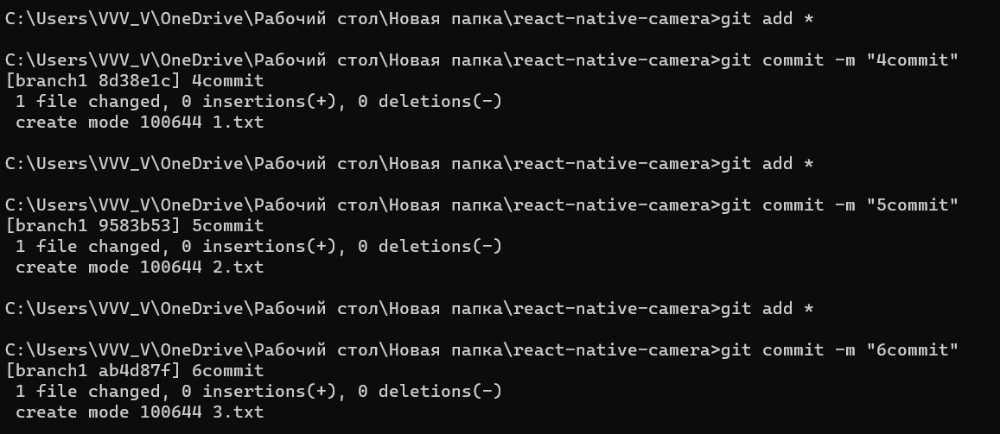 C:\Users\VVV_V\OneDrive\Рабочий стол\Новая папка\react-native-camera>git add *
C:\Users\VVV_V\OneDrive\Рабочий стол\Новая папка\react-native-camera>git commit -m "4commit"
[branch1 8d38e1c] 4commit
 1 file changed, 0 insertions(+), 0 deletions(-)
 create mode 100644 1.txt
C:\Users\VVV_V\OneDrive\Рабочий стол\Новая папка\react-native-camera>git add *
C:\Users\VVV_V\OneDrive\Рабочий стол\Новая папка\react-native-camera>git commit -m "5commit"
[branch1 9583b53] 5commit
 1 file changed, 0 insertions(+), 0 deletions(-)
 create mode 100644 2.txt
C:\Users\VVV_V\OneDrive\Рабочий стол\Новая папка\react-native-camera>git add *
C:\Users\VVV_V\OneDrive\Рабочий стол\Новая папка\react-native-camera>git commit -m "6commit"
[branch1 ab4d87f] 6commit
 1 file changed, 0 insertions(+), 0 deletions(-)
 create mode 100644 3.txt